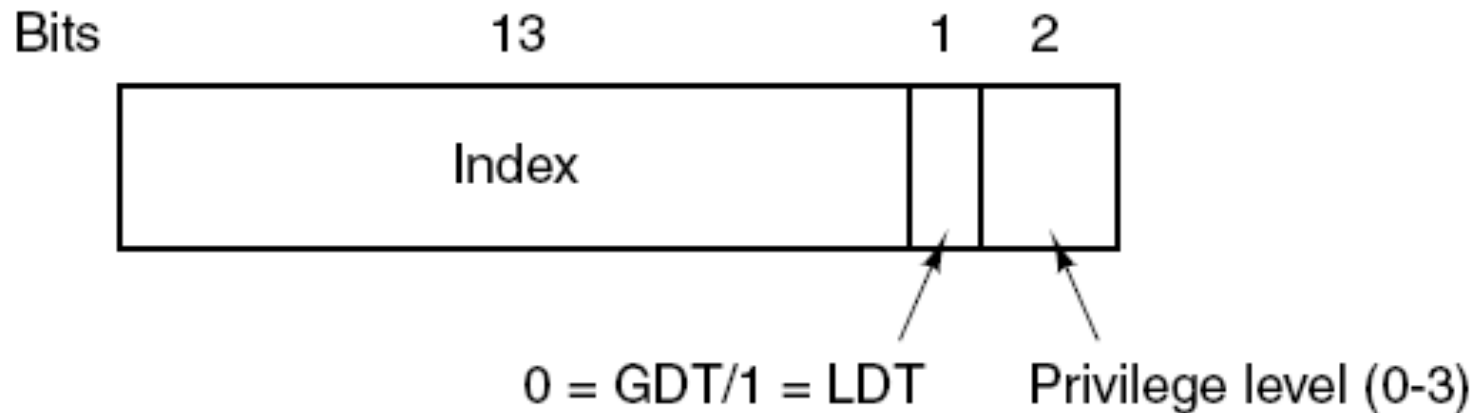 Bits 13 1 2
Index
0 = GDT/1 = LDT Privilege level (0-3)